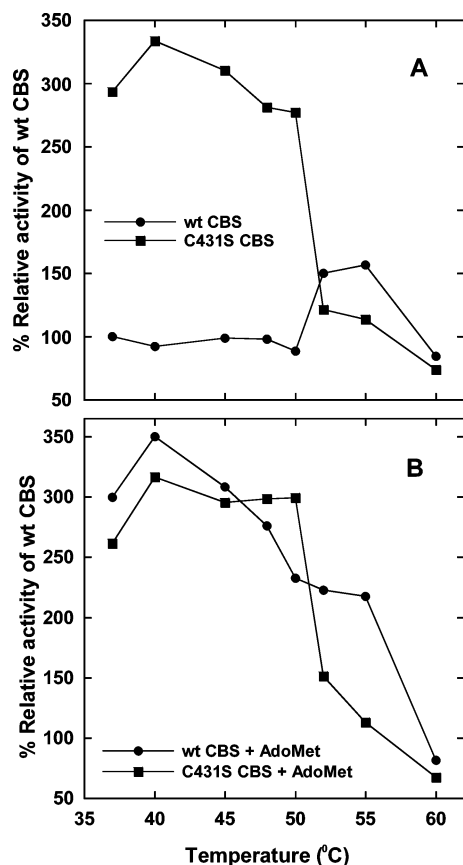 350
300
250
200
150
100
50
% Relative activity of wt CBS
A
wt CBS
C431S CBS
350
300
250
200
150
100
50
% Relative activity of wt CBS
B
wt CBS + AdoMet
C431S CBS + AdoMet
35 40 45 50 55 60
Temperature (⁰C)